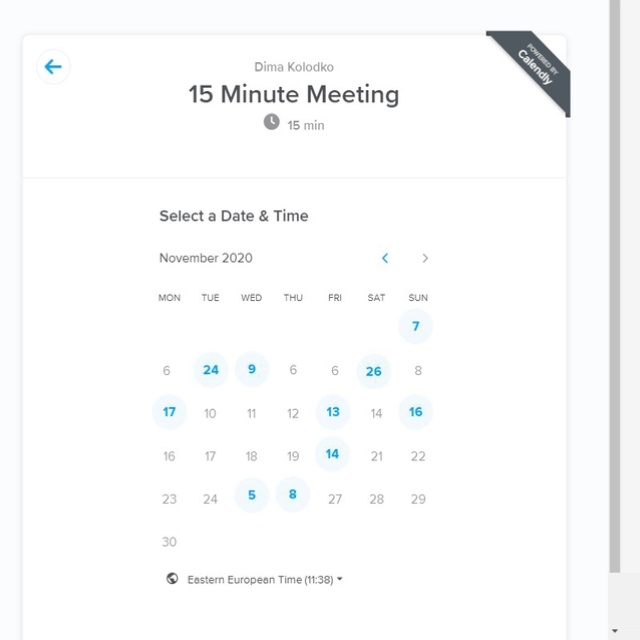 POWERED BY
Calendly
Dima Kolodko
15 Minute Meeting
15 min
Select a Date & Time
November 2020
MON TUE WED THU FRI SAT SUN
7
6 24 9 6 6 26 8
17 10 11 12 13 14 16
16 17 18 19 14 21 22
23 24 5 8 27 28 29
30
Eastern European Time (11:38)